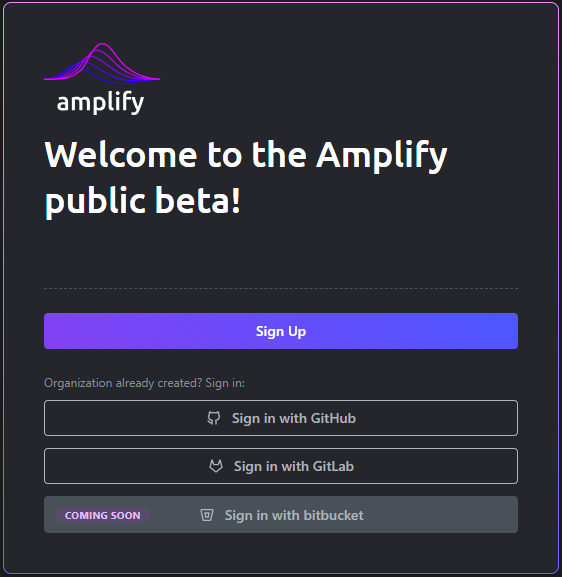 amplify
Welcome to the Amplify
public beta!
Sign Up
Organization already created? Sign in:
Sign in with GitHub
Sign in with GitLab
COMING SOON Sign in with bitbucket